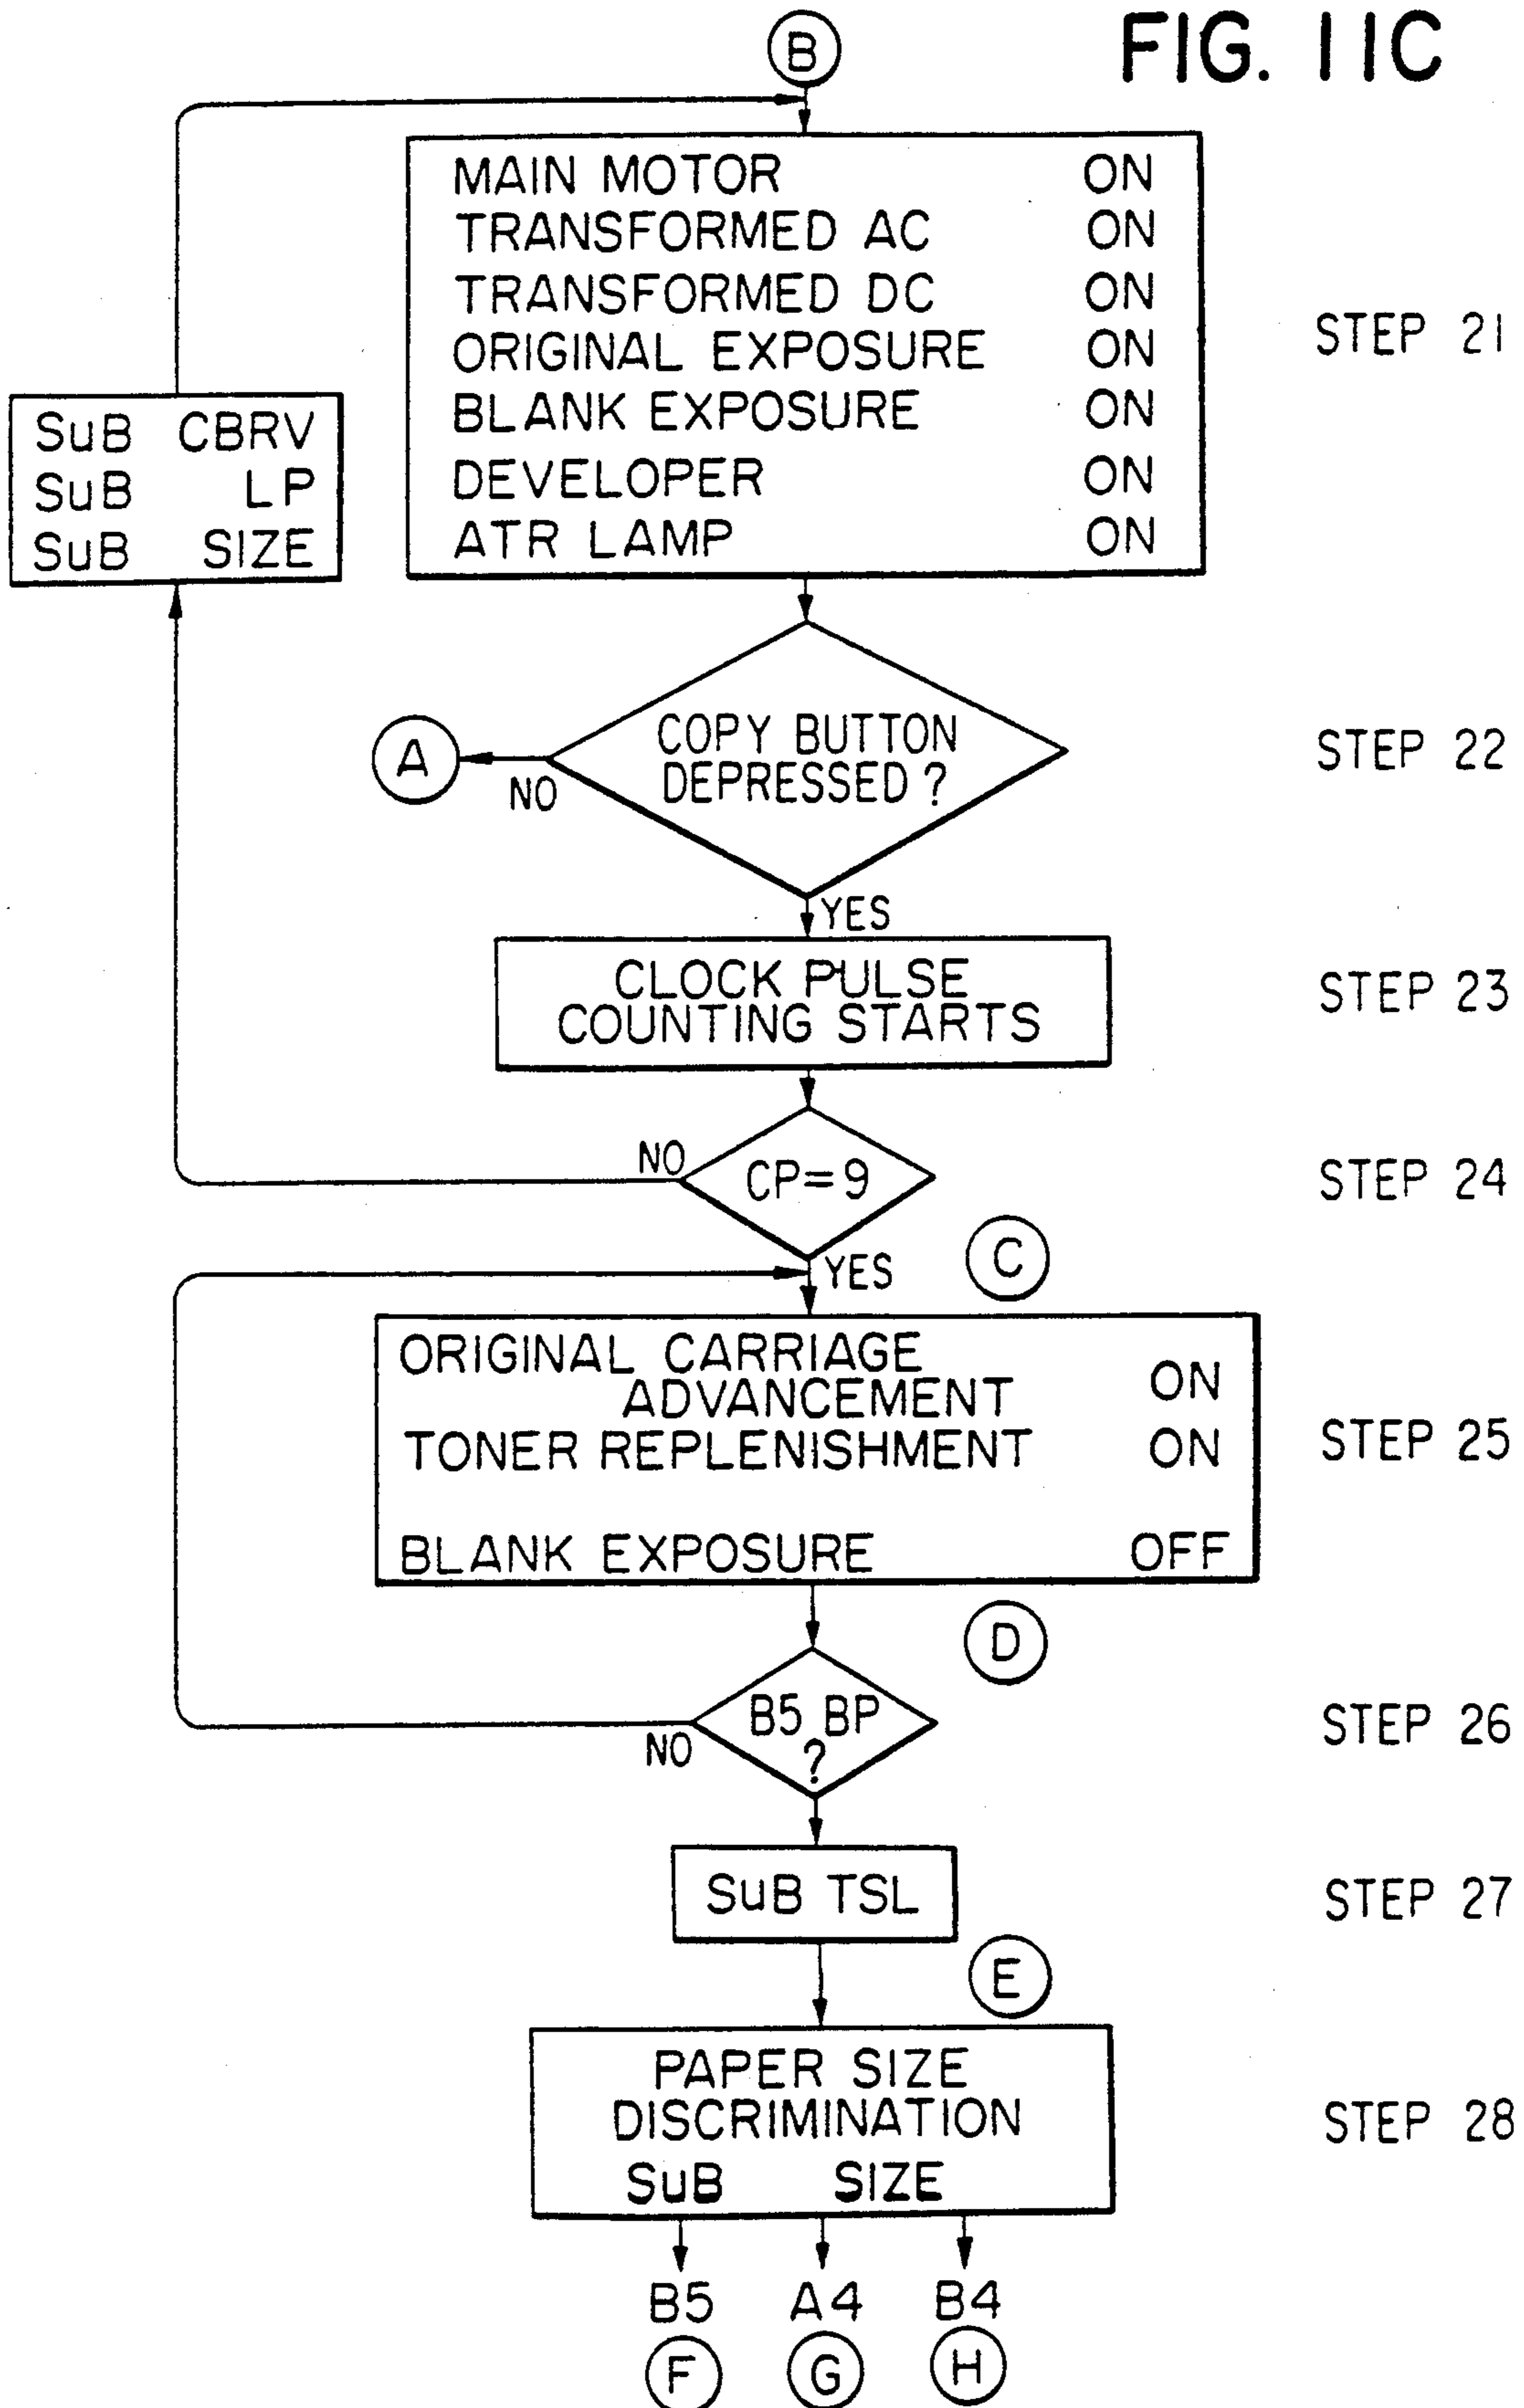 FIG. 11C
B
MAIN MOTOR ON
TRANSFORMED AC ON
TRANSFORMED DC ON
ORIGINAL EXPOSURE ON
BLANK EXPOSURE ON
DEVELOPER ON
ATR LAMP ON
STEP 21
SuB CBRV
SuB LP
SuB SIZE
COPY BUTTON
DEPRESSED ?
STEP 22
A
NO
YES
CLOCK PULSE
COUNTING STARTS
STEP 23
NO
CP=9
STEP 24
C
YES
ORIGINAL CARRIAGE
ADVANCEMENT ON
TONER REPLENISHMENT ON
BLANK EXPOSURE OFF
STEP 25
D
B5 BP
?
NO
STEP 26
SuB TSL
STEP 27
E
PAPER SIZE
DISCRIMINATION
SuB SIZE
STEP 28
B5 A4 B4
F G H